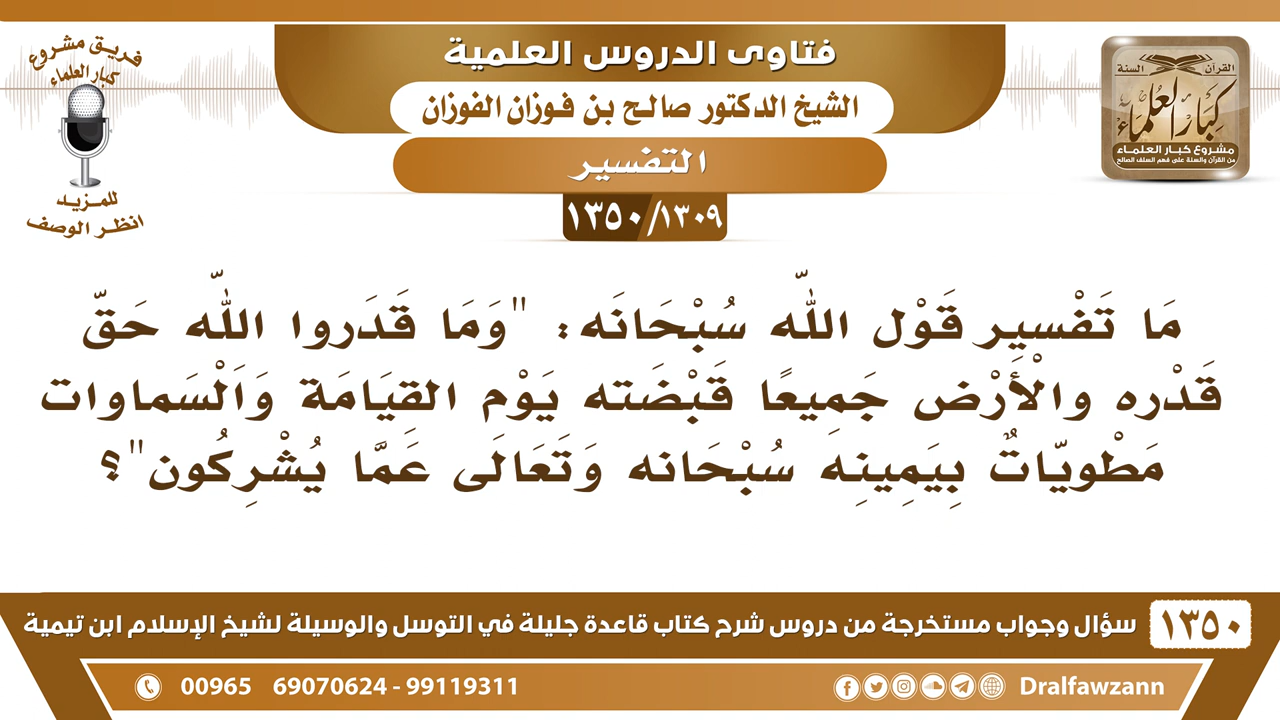 فتاوى الدروس العلمية
الشيخ الدكتور صالح بن فوزان الفوزان
التفسير
١٣٥٠/١٣٠٩
فريق مشروع
كبار العلماء
للمزيد
انظر الوصف
القرآن السنة
كبار العلماء
مشروع كبار العلماء
من القرآن والسنة على فهم السلف الصالح
مَا تَفْسِير قَوْل اللّه سُبْحَانَه: "وَمَا قَدَروا اللّه حَقّ
قَدْره والْأَرْض جَمِيعًا قَبْضَته يَوْم القِيَامَة وَالْسَماوات
مَطْويّاتٌ بِيَمِينِه سُبْحَانه وَتَعَالَى عَمَّا يُشْرِكُون"؟
١٣٥٠ سؤال وجواب مستخرجة من دروس شرح كتاب قاعدة جليلة في التوسل والوسيلة لشيخ الإسلام ابن تيمية
00965 69070624 - 99119311
Dralfawzann